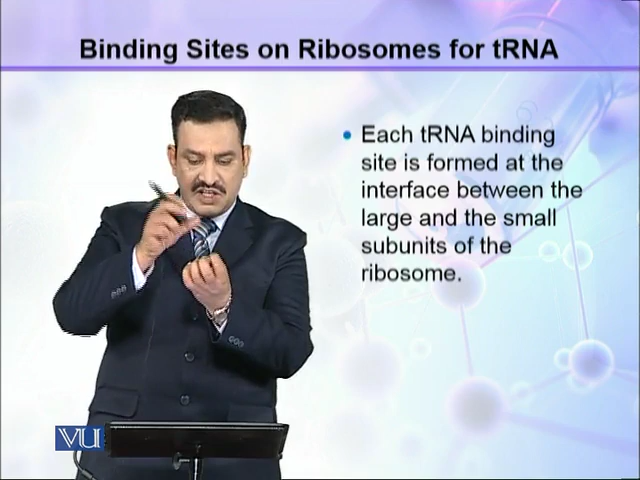 Binding Sites on Ribosomes for tRNA
• Each tRNA binding
site is formed at the
interface between the
large and the small
subunits of the
ribosome.
VU